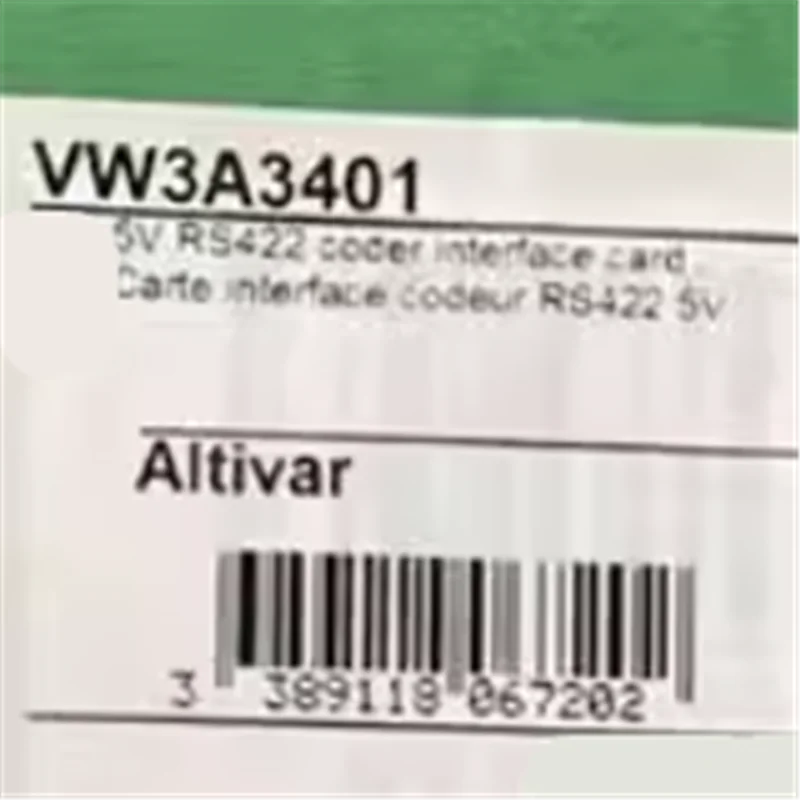 VW3A3401
5V RS422 coder interface card
Carte interface codeur RS422 5V
Altivar
3 389118 067202